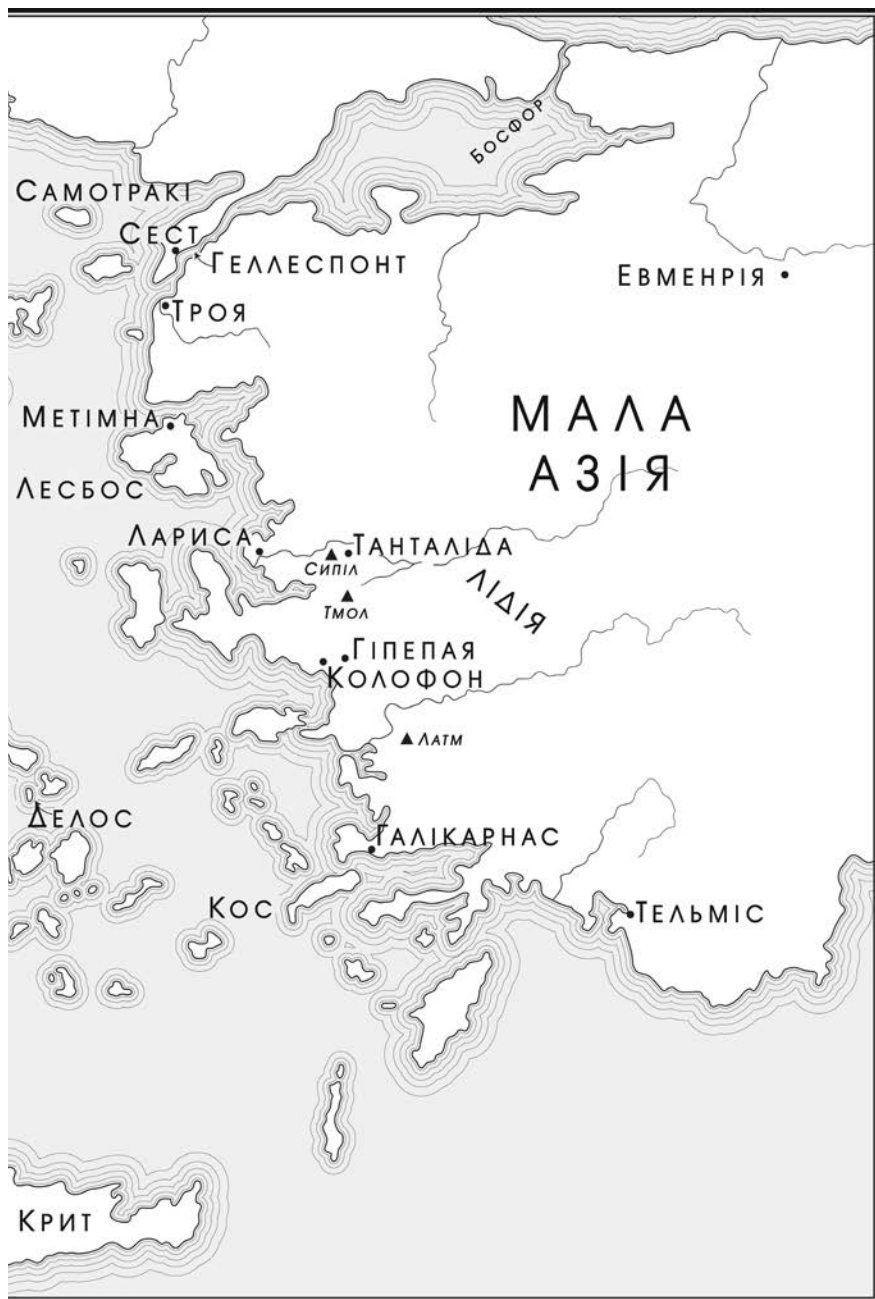 БОСФОР
САМОТРАКІ
СЕСТ
ГЕЛЛЕСПОНТ
ЕВМЕНРІЯ
ТРОЯ
МЕТІМНА
МАЛА
АЗІЯ
ЛЕСБОС
ЛАРИСА
ТАНТАЛІДА
СИПІЛ
ЛІДІЯ
ТМОЛ
ГІПЕПАЯ
КОЛОФОН
ЛАТМ
ДЕЛОС
ГАЛІКАРНАС
КОС
ТЕЛЬМІС
КРИТ